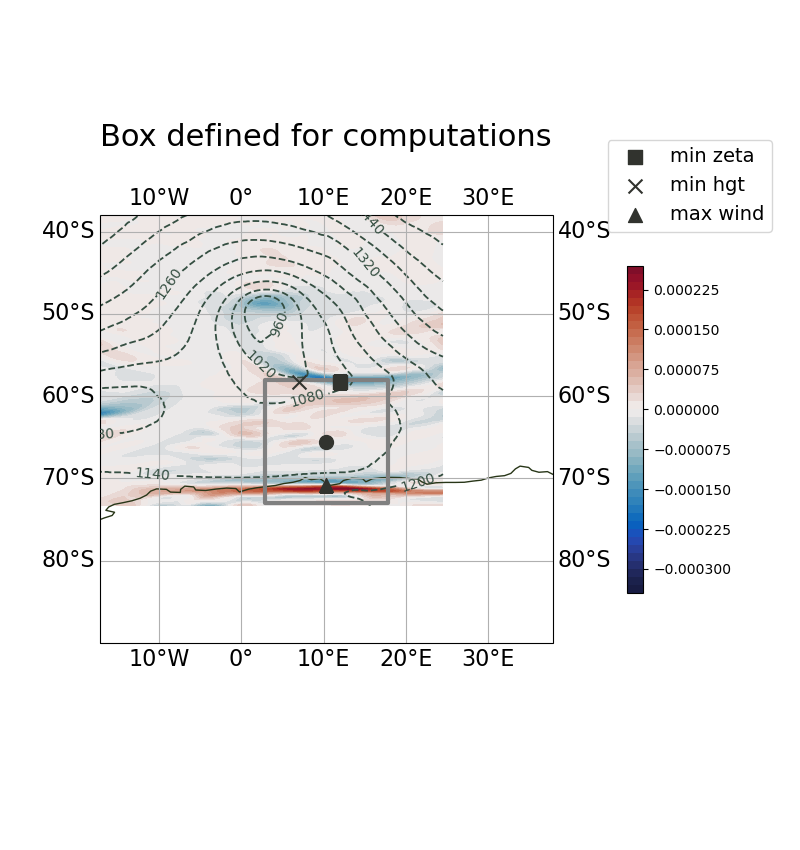 Box defined for computations
min zeta
min hgt
max wind
10°W 0° 10°E 20°E 30°E
40°S 40°S
50°S 50°S
60°S 60°S
70°S 70°S
80°S 80°S
10°W 0° 10°E 20°E 30°E
1260
1320
960
1020
1080
1140
1200
0.000225
0.000150
0.000075
0.000000
−0.000075
−0.000150
−0.000225
−0.000300